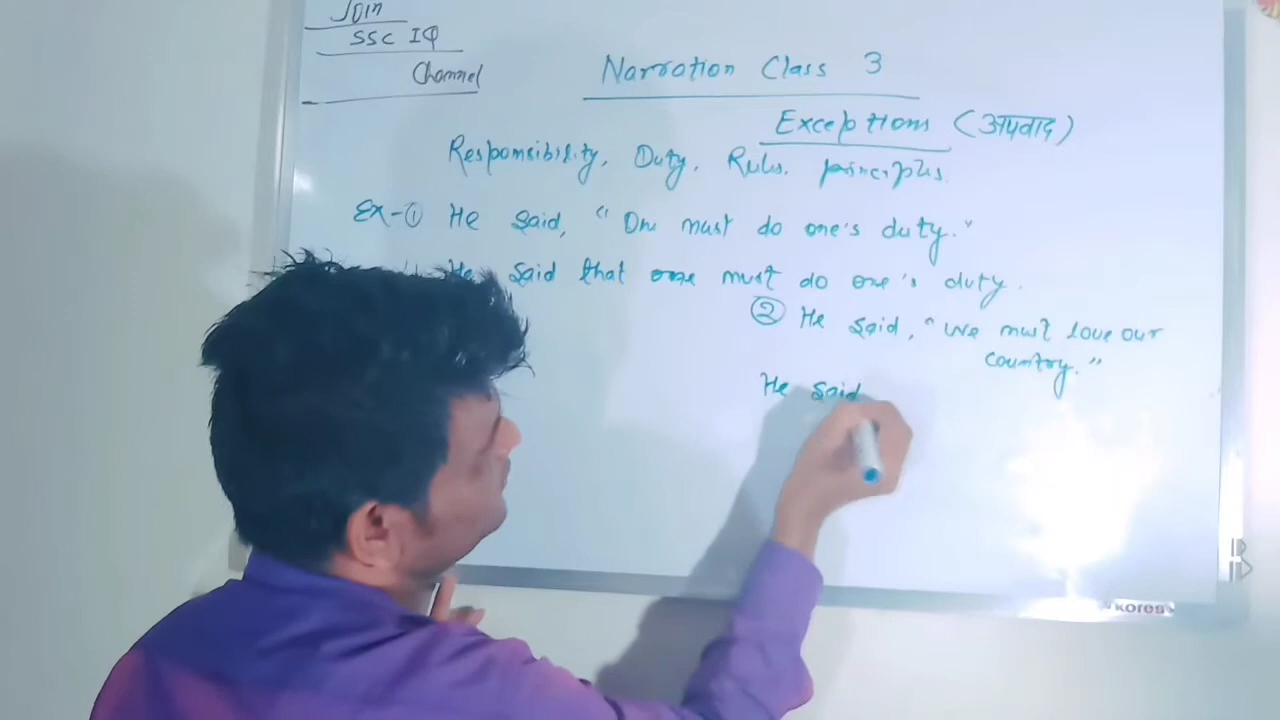 Join
SSC IQ
Channel
Narration Class 3
Exceptions (अपवाद)
Responsibility, Duty, Rules, principles.
Ex-① He said, "One must do one's duty."
He said that one must do one's duty.
② He said, "We must love our
country."
He said
kores